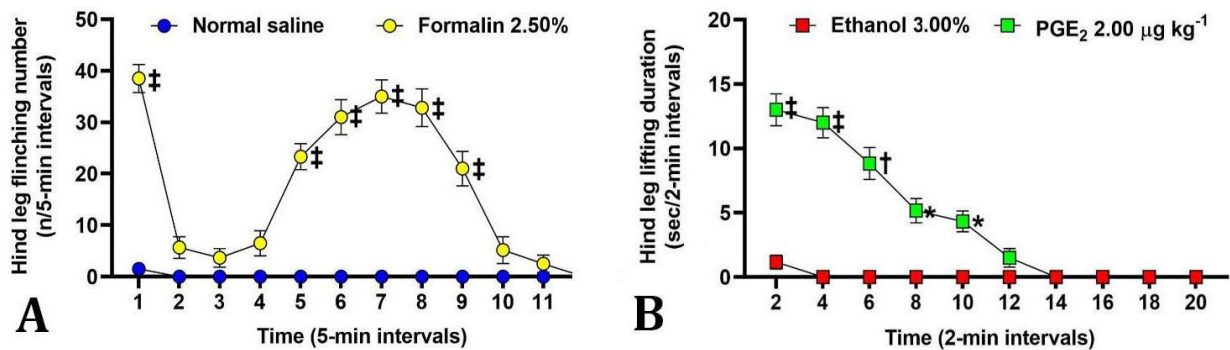 Normal saline
Formalin 2.50%
Hind leg flinching number
(n/5-min intervals)
50
40
30
20
10
0
‡
‡
‡
‡
‡
‡
1 2 3 4 5 6 7 8 9 10 11
Time (5-min intervals)
A
Ethanol 3.00%
PGE₂ 2.00 μg kg⁻¹
Hind leg lifting duration
(sec/2-min intervals)
20
15
10
5
0
‡
‡
†
*
*
2 4 6 8 10 12 14 16 18 20
Time (2-min intervals)
B